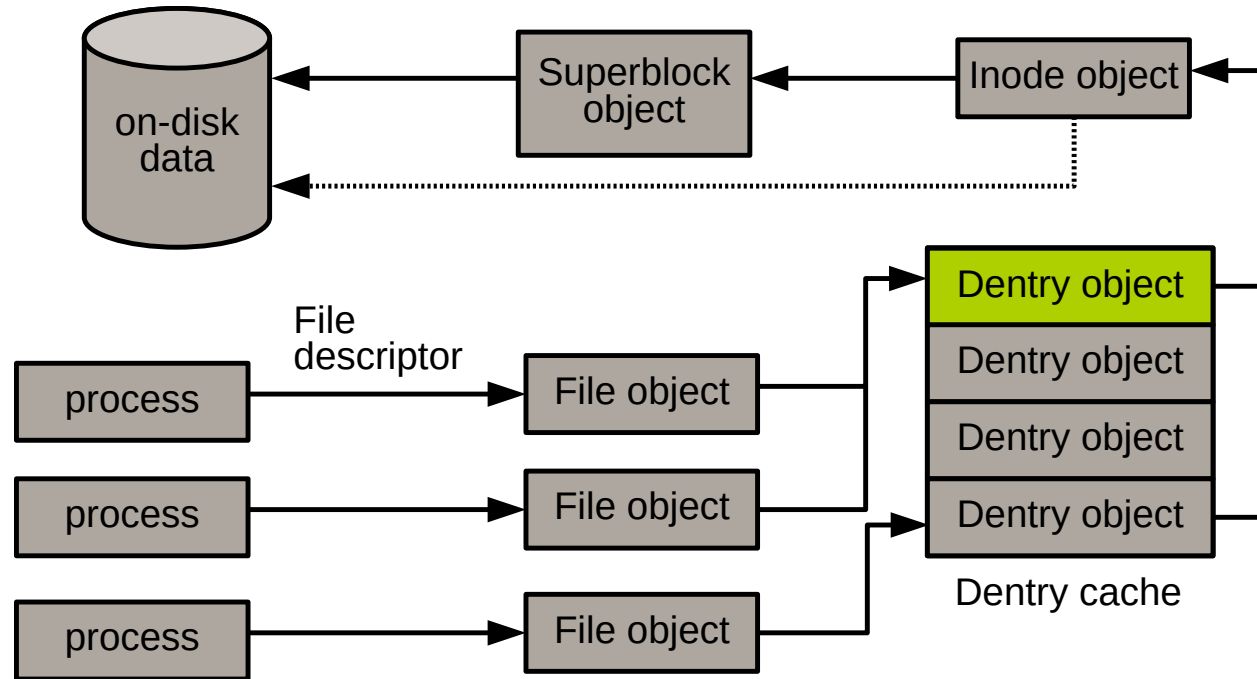 on-disk
data
Superblock
object
Inode object
File
descriptor
Dentry object
Dentry object
Dentry object
Dentry object
Dentry cache
process
File object
process
File object
process
File object